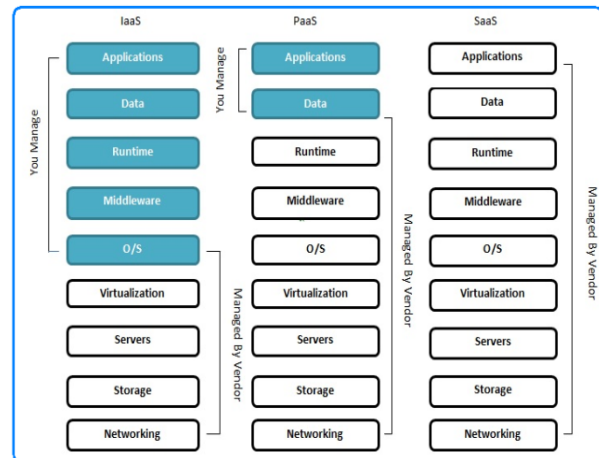 IaaS
PaaS
SaaS
You Manage
Applications
Data
Runtime
Middleware
O/S
Virtualization
Servers
Storage
Networking
Managed By Vendor
You Manage
Applications
Data
Runtime
Middleware
O/S
Virtualization
Servers
Storage
Networking
Managed By Vendor
Applications
Data
Runtime
Middleware
O/S
Virtualization
Servers
Storage
Networking
Managed By Vendor